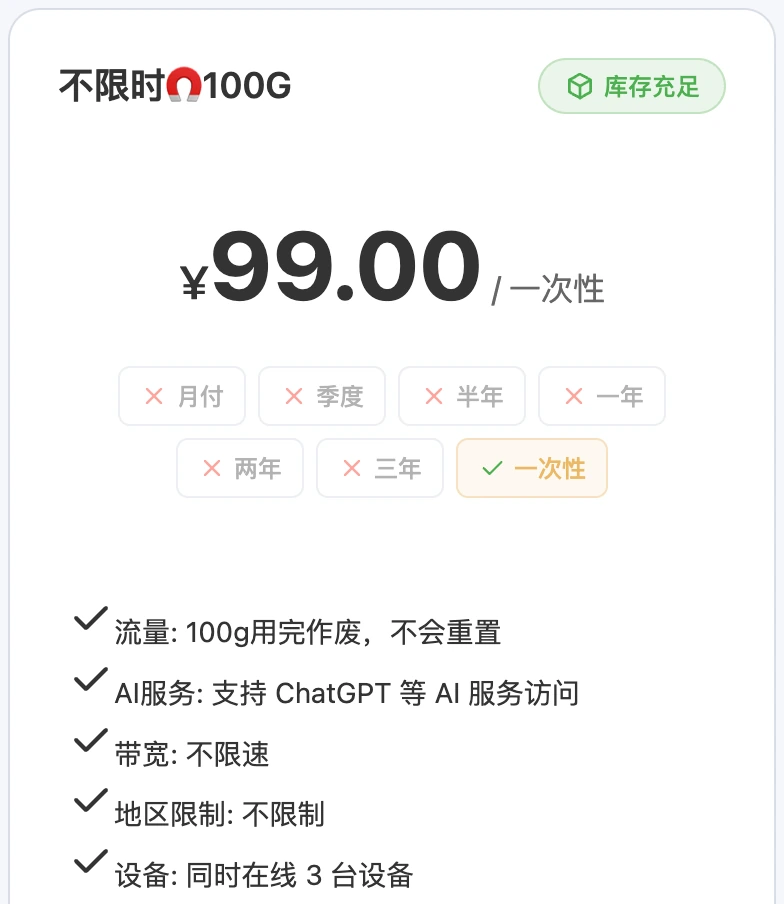 不限时🧲100G
库存充足
¥99.00 / 一次性
月付
季度
半年
一年
两年
三年
一次性
流量: 100g用完作废，不会重置
AI服务: 支持 ChatGPT 等 AI 服务访问
带宽: 不限速
地区限制: 不限制
设备: 同时在线 3 台设备